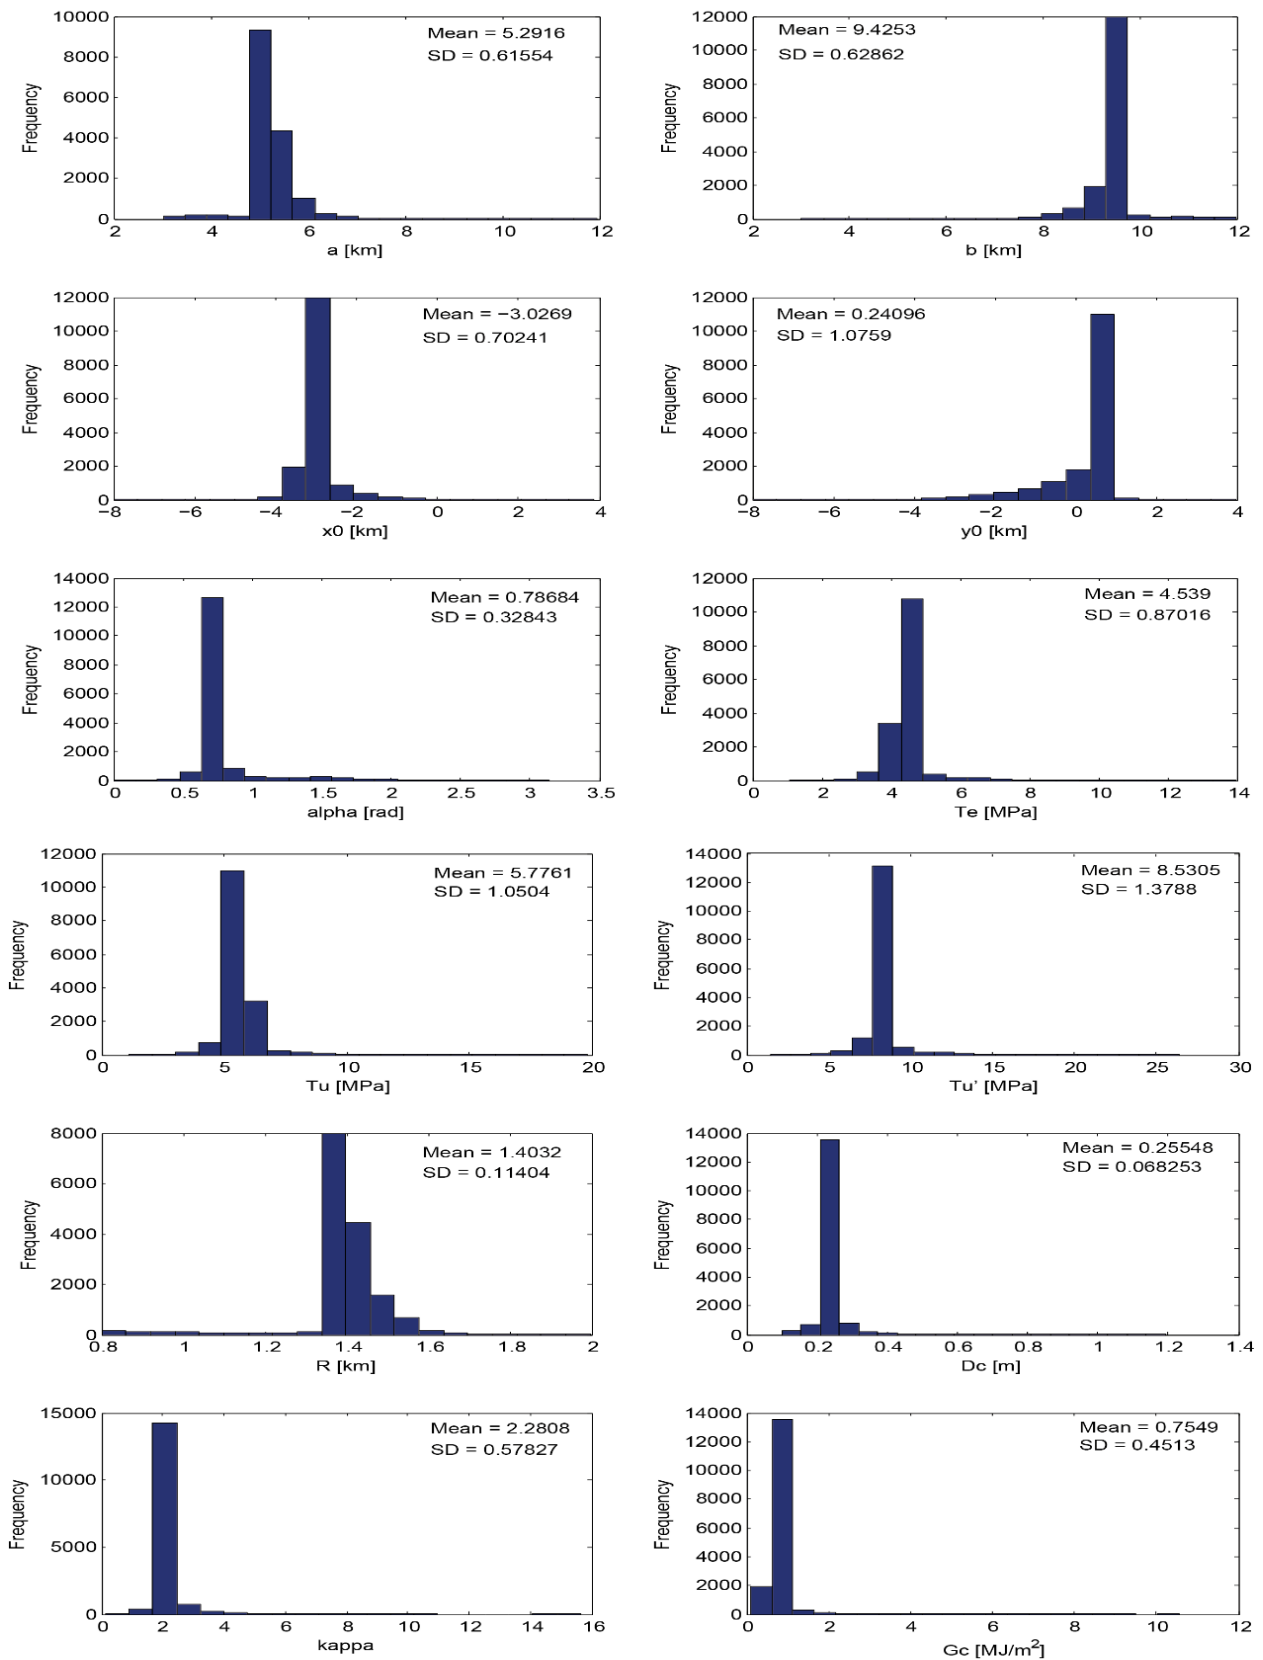 10000
8000
6000
4000
2000
0
Frequency
Mean = 5.2916
SD = 0.61554
2 4 6 8 10 12
a [km]
12000
10000
8000
6000
4000
2000
0
Frequency
Mean = 9.4253
SD = 0.62862
2 4 6 8 10 12
b [km]
12000
10000
8000
6000
4000
2000
0
Frequency
Mean = −3.0269
SD = 0.70241
−8 −6 −4 −2 0 2 4
x0 [km]
12000
10000
8000
6000
4000
2000
0
Frequency
Mean = 0.24096
SD = 1.0759
−8 −6 −4 −2 0 2 4
y0 [km]
14000
12000
10000
8000
6000
4000
2000
0
Frequency
Mean = 0.78684
SD = 0.32843
0 0.5 1 1.5 2 2.5 3 3.5
alpha [rad]
12000
10000
8000
6000
4000
2000
0
Frequency
Mean = 4.539
SD = 0.87016
0 2 4 6 8 10 12 14
Te [MPa]
12000
10000
8000
6000
4000
2000
0
Frequency
Mean = 5.7761
SD = 1.0504
0 5 10 15 20
Tu [MPa]
14000
12000
10000
8000
6000
4000
2000
0
Frequency
Mean = 8.5305
SD = 1.3788
0 5 10 15 20 25 30
Tu' [MPa]
8000
6000
4000
2000
0
Frequency
Mean = 1.4032
SD = 0.11404
0.8 1 1.2 1.4 1.6 1.8 2
R [km]
14000
12000
10000
8000
6000
4000
2000
0
Frequency
Mean = 0.25548
SD = 0.068253
0 0.2 0.4 0.6 0.8 1 1.2 1.4
Dc [m]
15000
10000
5000
0
Frequency
Mean = 2.2808
SD = 0.57827
0 2 4 6 8 10 12 14 16
kappa
14000
12000
10000
8000
6000
4000
2000
0
Frequency
Mean = 0.7549
SD = 0.4513
0 2 4 6 8 10 12
Gc [MJ/m²]